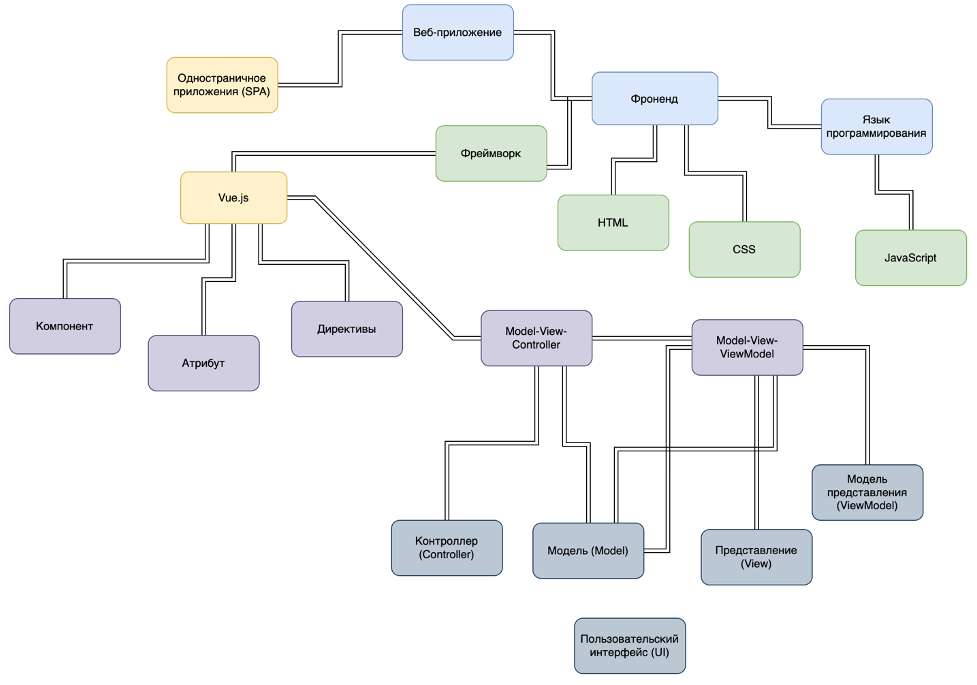 Веб-приложение
Одностраничное
приложения (SPA)
Фроненд
Язык
программирования
Фреймворк
Vue.js
HTML
CSS
JavaScript
Компонент
Атрибут
Директивы
Model-View-
Controller
Model-View-
ViewModel
Модель
представления
(ViewModel)
Контроллер
(Controller)
Модель (Model)
Представление
(View)
Пользовательский
интерфейс (UI)